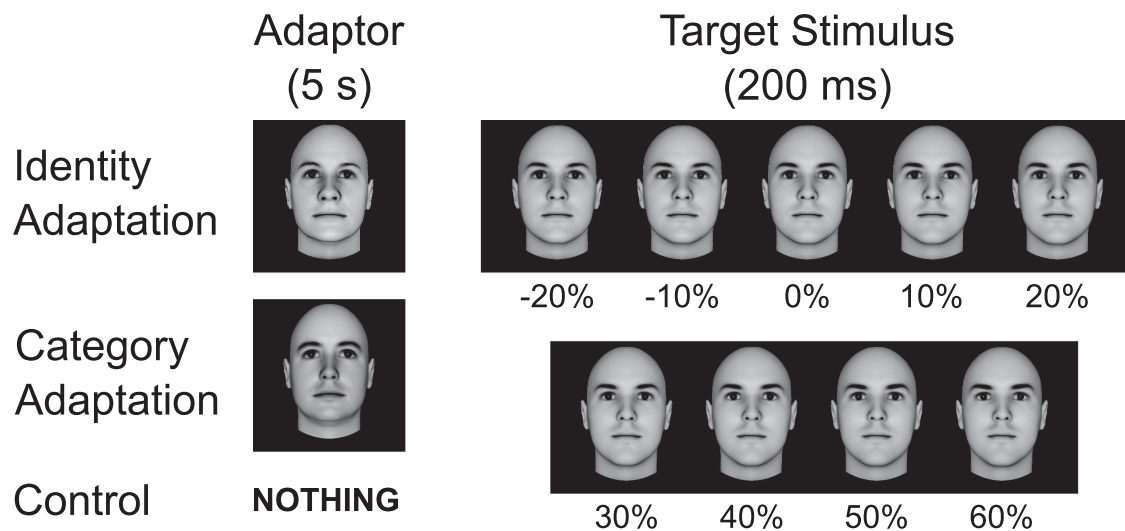 Adaptor
(5 s)
Target Stimulus
(200 ms)
Identity
Adaptation
-20% -10% 0% 10% 20%
Category
Adaptation
Control
NOTHING
30% 40% 50% 60%